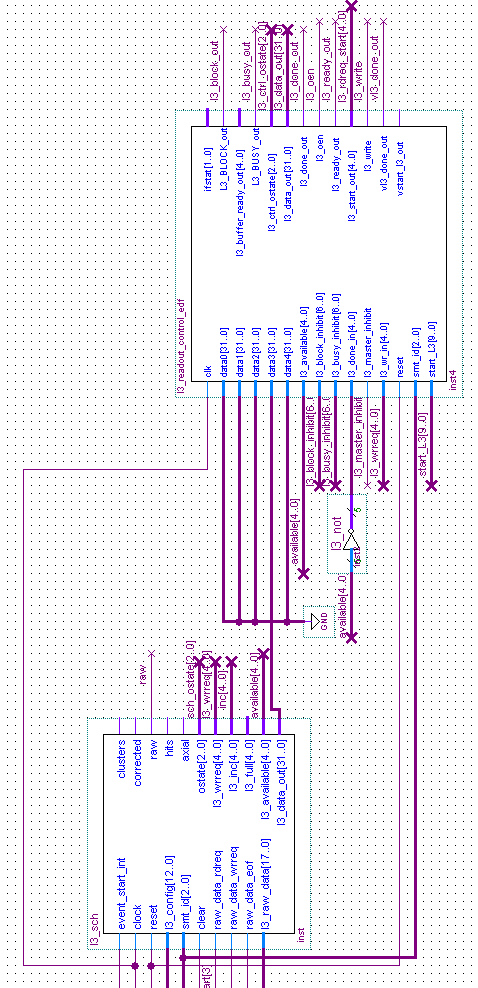 l3_block_out
l3_busy_out
l3_ctrl_ostate[2..0]
l3_data_out[31..0]
l3_done_out
l3_oen
l3_ready_out
l3_rdreq_start[4..0]
l3_write
vl3_done_out
l3_readout_control_edf
ifstat[1..0]
L3_BLOCK_out
l3_buffer_ready_out[4..0]
L3_BUSY_out
l3_ctrl_ostate[2..0]
l3_data_out[31..0]
l3_done_out
l3_oen
l3_ready_out
l3_start_out[4..0]
l3_write
vl3_done_out
vstart_l3_out
clk
data0[31..0]
data1[31..0]
data2[31..0]
data3[31..0]
data4[31..0]
l3_available[4..0]
l3_block_inhibit[6..0]
l3_busy_inhibit[6..0]
l3_done_in[4..0]
l3_master_inhibit
l3_wr_in[4..0]
reset
smt_id[2..0]
start_L3[9..0]
inst4
available[4..0]
l3_block_inhibit[6..
l3_busy_inhibit[6..0]
l3_master_inhibit
l3_wrreq[4..0]
start_L3[9..0]
l3_not
5
available[4..0]
GND
raw
sch_ostate[2..0]
l3_wrreq[4..0]
inc[4..0]
available[4..0]
l3_sch
clusters
corrected
raw
hits
axial
ostate[2..0]
l3_wrreq[4..0]
l3_inc[4..0]
l3_full[4..0]
l3_available[4..0]
l3_data_out[31..0]
event_start_int
clock
reset
l3_config[12..0]
smt_id[2..0]
clear
raw_data_rdreq
raw_data_wrreq
raw_data_eof
l3_raw_data[17..0]
inst